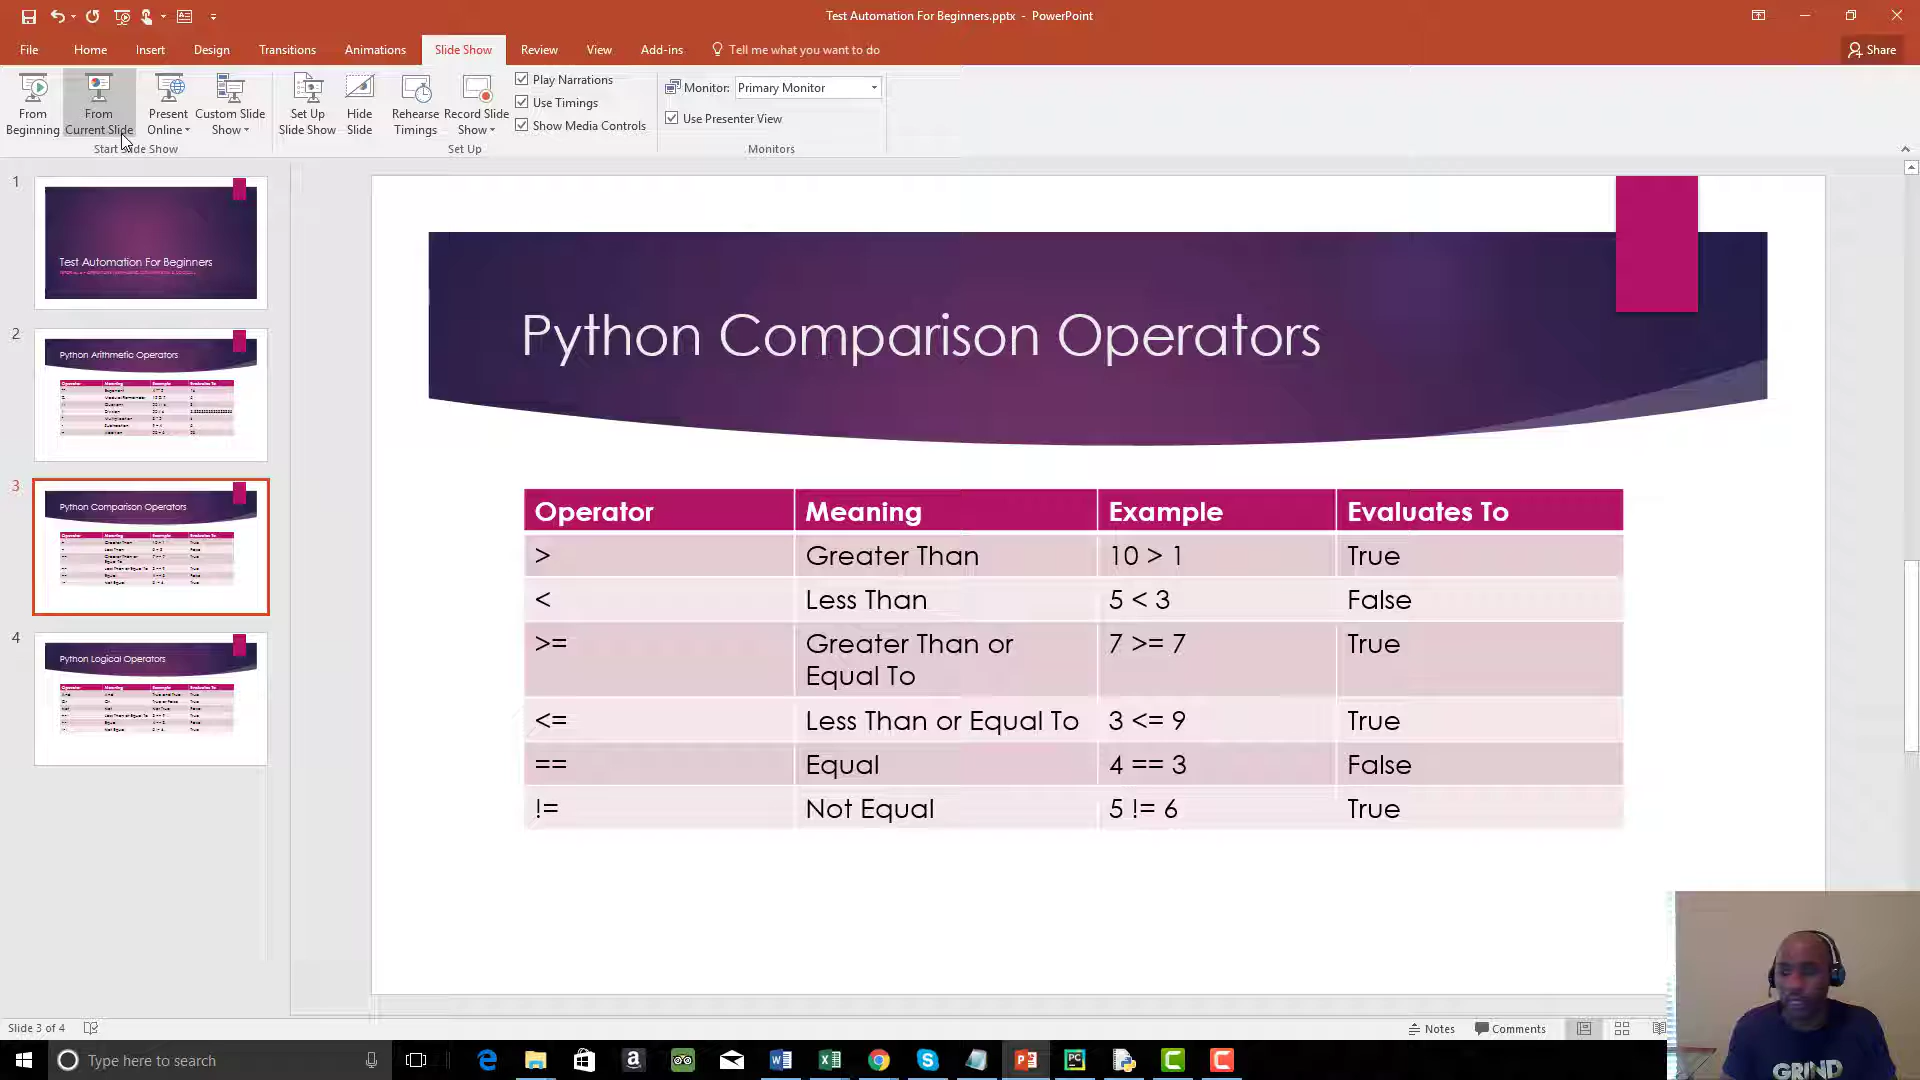 Test Automation For Beginners.pptx - PowerPoint
File Home Insert Design Transitions Animations Slide Show Review View Add-ins Tell me what you want to do Share
From Beginning
From Current Slide
Present Online
Custom Slide Show
Start Slide Show
Set Up Slide Show
Hide Slide
Rehearse Timings
Record Slide Show
Play Narrations
Use Timings
Show Media Controls
Set Up
Monitor: Primary Monitor
Use Presenter View
Monitors
1
Test Automation For Beginners
2
Python Arithmetic Operators
3
Python Comparison Operators
4
Python Logical Operators
Python Comparison Operators
Operator Meaning Example Evaluates To
> Greater Than 10 > 1 True
< Less Than 5 < 3 False
>= Greater Than or Equal To 7 >= 7 True
<= Less Than or Equal To 3 <= 9 True
== Equal 4 == 3 False
!= Not Equal 5 != 6 True
GRIND
Slide 3 of 4
Notes Comments
Type here to search